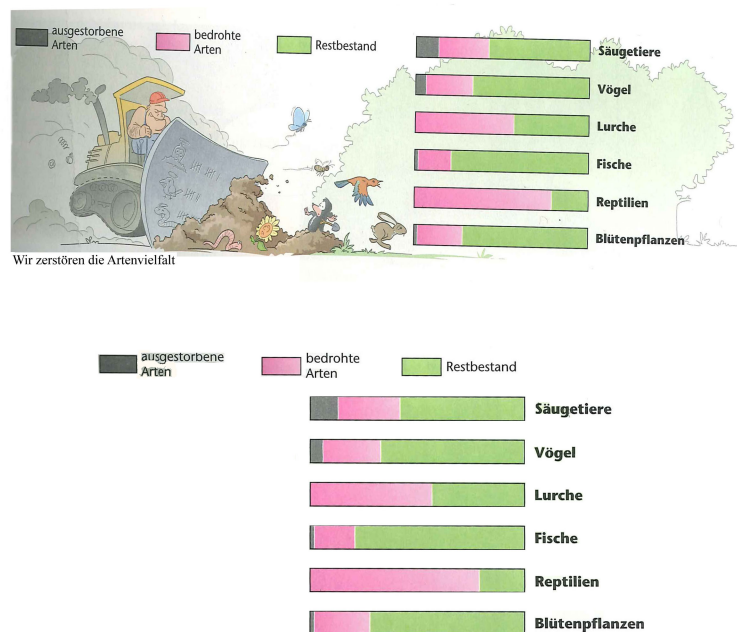 ausgestorbene
Arten
bedrohte
Arten
Restbestand
Säugetiere
Vögel
Lurche
Fische
Reptilien
Blütenpflanzen
Wir zerstören die Artenvielfalt
ausgestorbene
Arten
bedrohte
Arten
Restbestand
Säugetiere
Vögel
Lurche
Fische
Reptilien
Blütenpflanzen